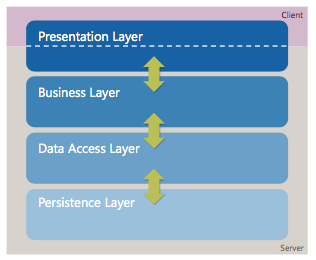 Client
Presentation Layer
Business Layer
Data Access Layer
Persistence Layer
Server